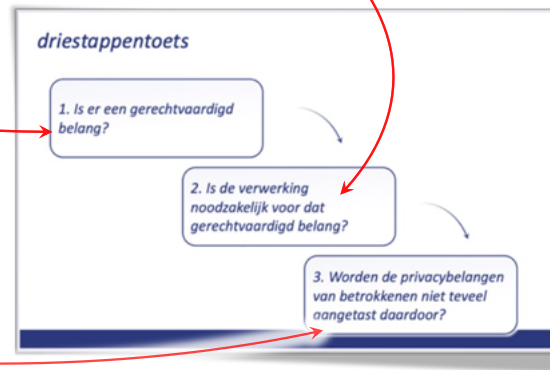 driestappentoets
1. Is er een gerechtvaardigd
belang?
2. Is de verwerking
noodzakelijk voor dat
gerechtvaardigd belang?
3. Worden de privacybelangen
van betrokkenen niet teveel
aangetast daardoor?